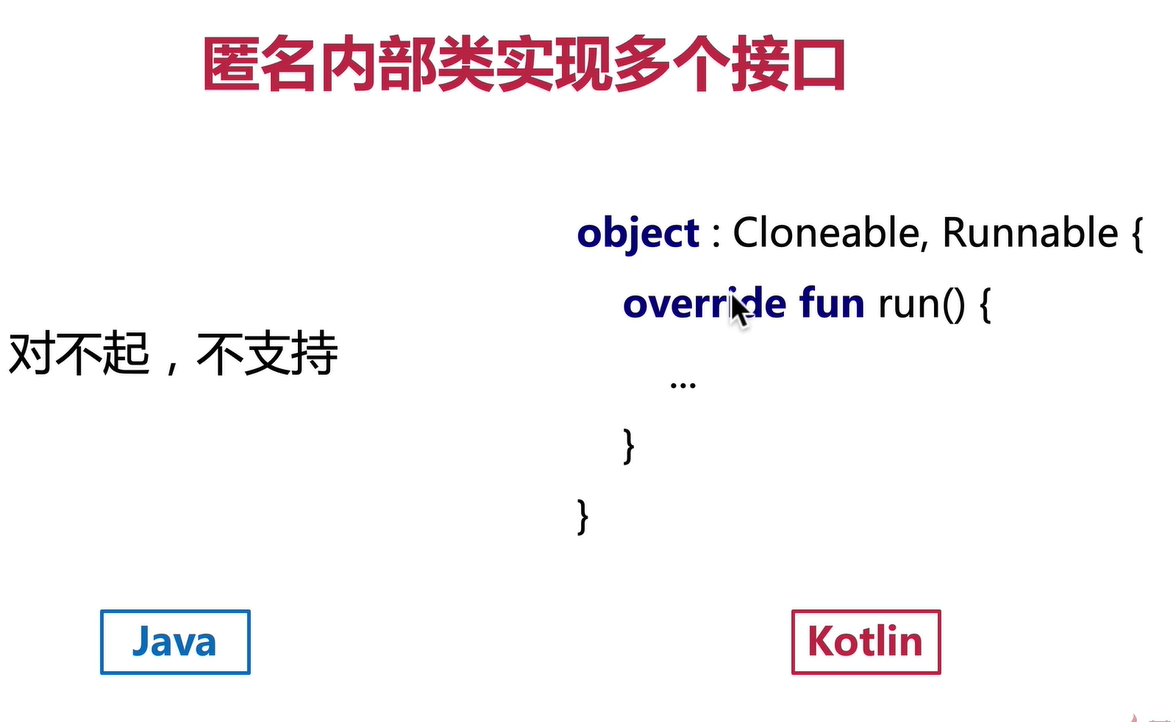 匿名内部类实现多个接口
对不起，不支持
object : Cloneable, Runnable {
override fun run() {
...
}
}
Java
Kotlin